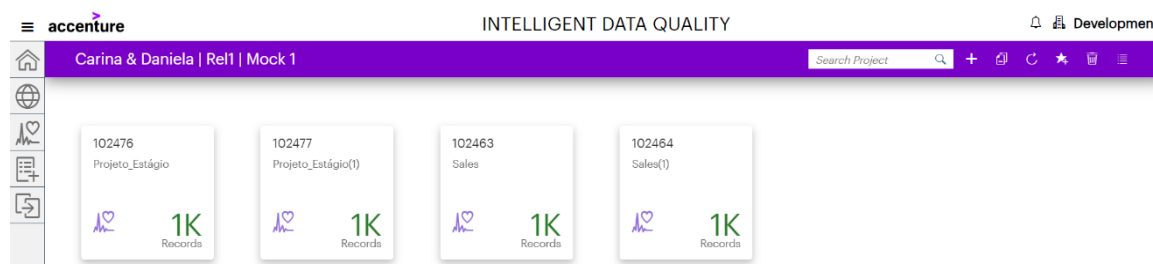 accenture
INTELLIGENT DATA QUALITY
Developmen
Carina & Daniela | Rel1 | Mock 1
Search Project
102476
Projeto_Estágio
1K
Records
102477
Projeto_Estágio(1)
1K
Records
102463
Sales
1K
Records
102464
Sales(1)
1K
Records